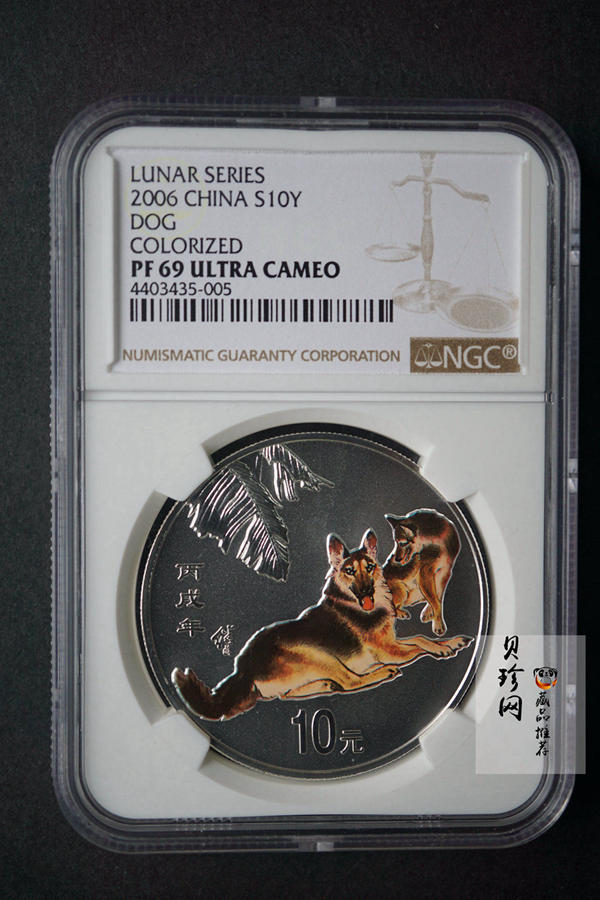 LUNAR SERIES
2006 CHINA S10Y
DOG
COLORIZED
PF 69 ULTRA CAMEO
4403435-005
NUMISMATIC GUARANTY CORPORATION
NGC®
丙戌年
10元
贝珍网
藏品推荐